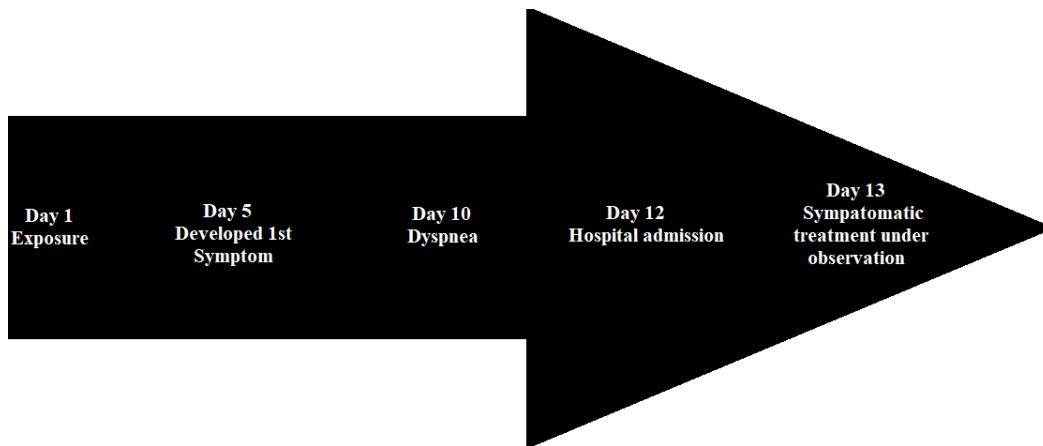 Day 1
Exposure
Day 5
Developed 1st
Symptom
Day 10
Dyspnea
Day 12
Hospital admission
Day 13
Sympatomatic
treatment under
observation